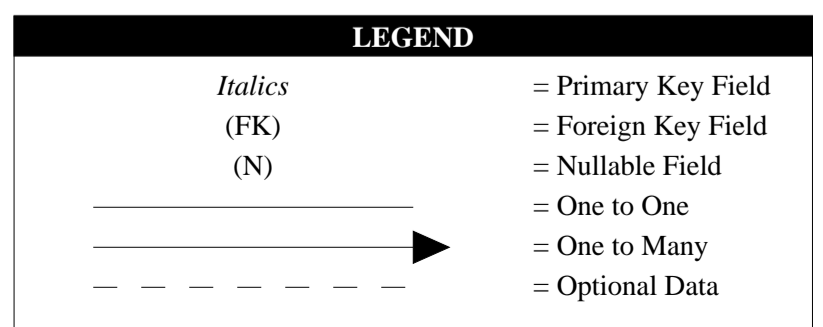 LEGEND
Italics = Primary Key Field
(FK) = Foreign Key Field
(N) = Nullable Field
= One to One
= One to Many
= Optional Data